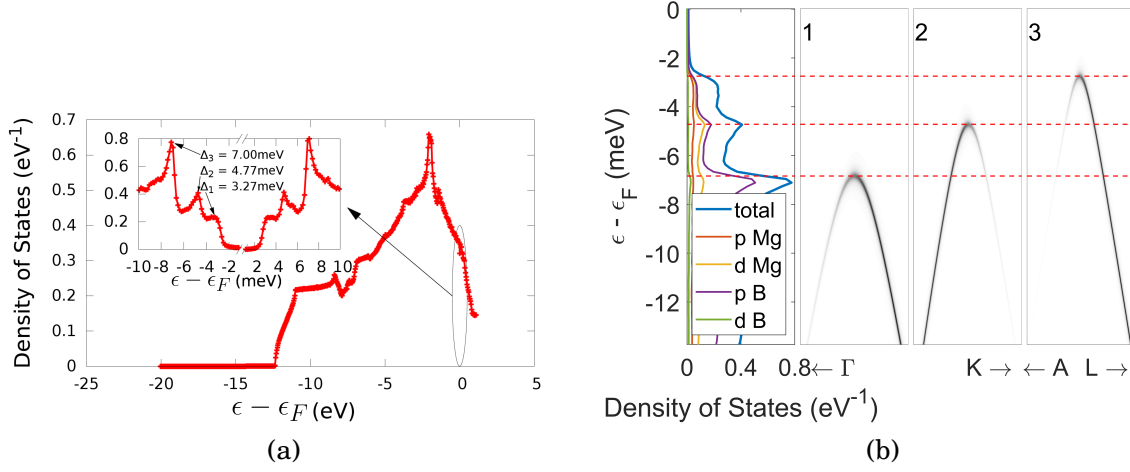 0.7
0.6
0.5
0.4
0.3
0.2
0.1
0
Density of States (eV⁻¹)
-25 -20 -15 -10 -5 0 5
ϵ − ϵ_F (eV)
0.8
0.6
0.4
0.2
0
Δ₃ = 7.00meV
Δ₂ = 4.77meV
Δ₁ = 3.27meV
-10 -8 -6 -4 -2 2 4 6 8 10
ϵ − ϵ_F (meV)
(a)
-0
-2
-4
-6
-8
-10
-12
ϵ - ϵ_F (meV)
total
p Mg
d Mg
p B
d B
0 0.4 0.8
Density of States (eV⁻¹)
1 2 3
← Γ K → ← A L →
(b)